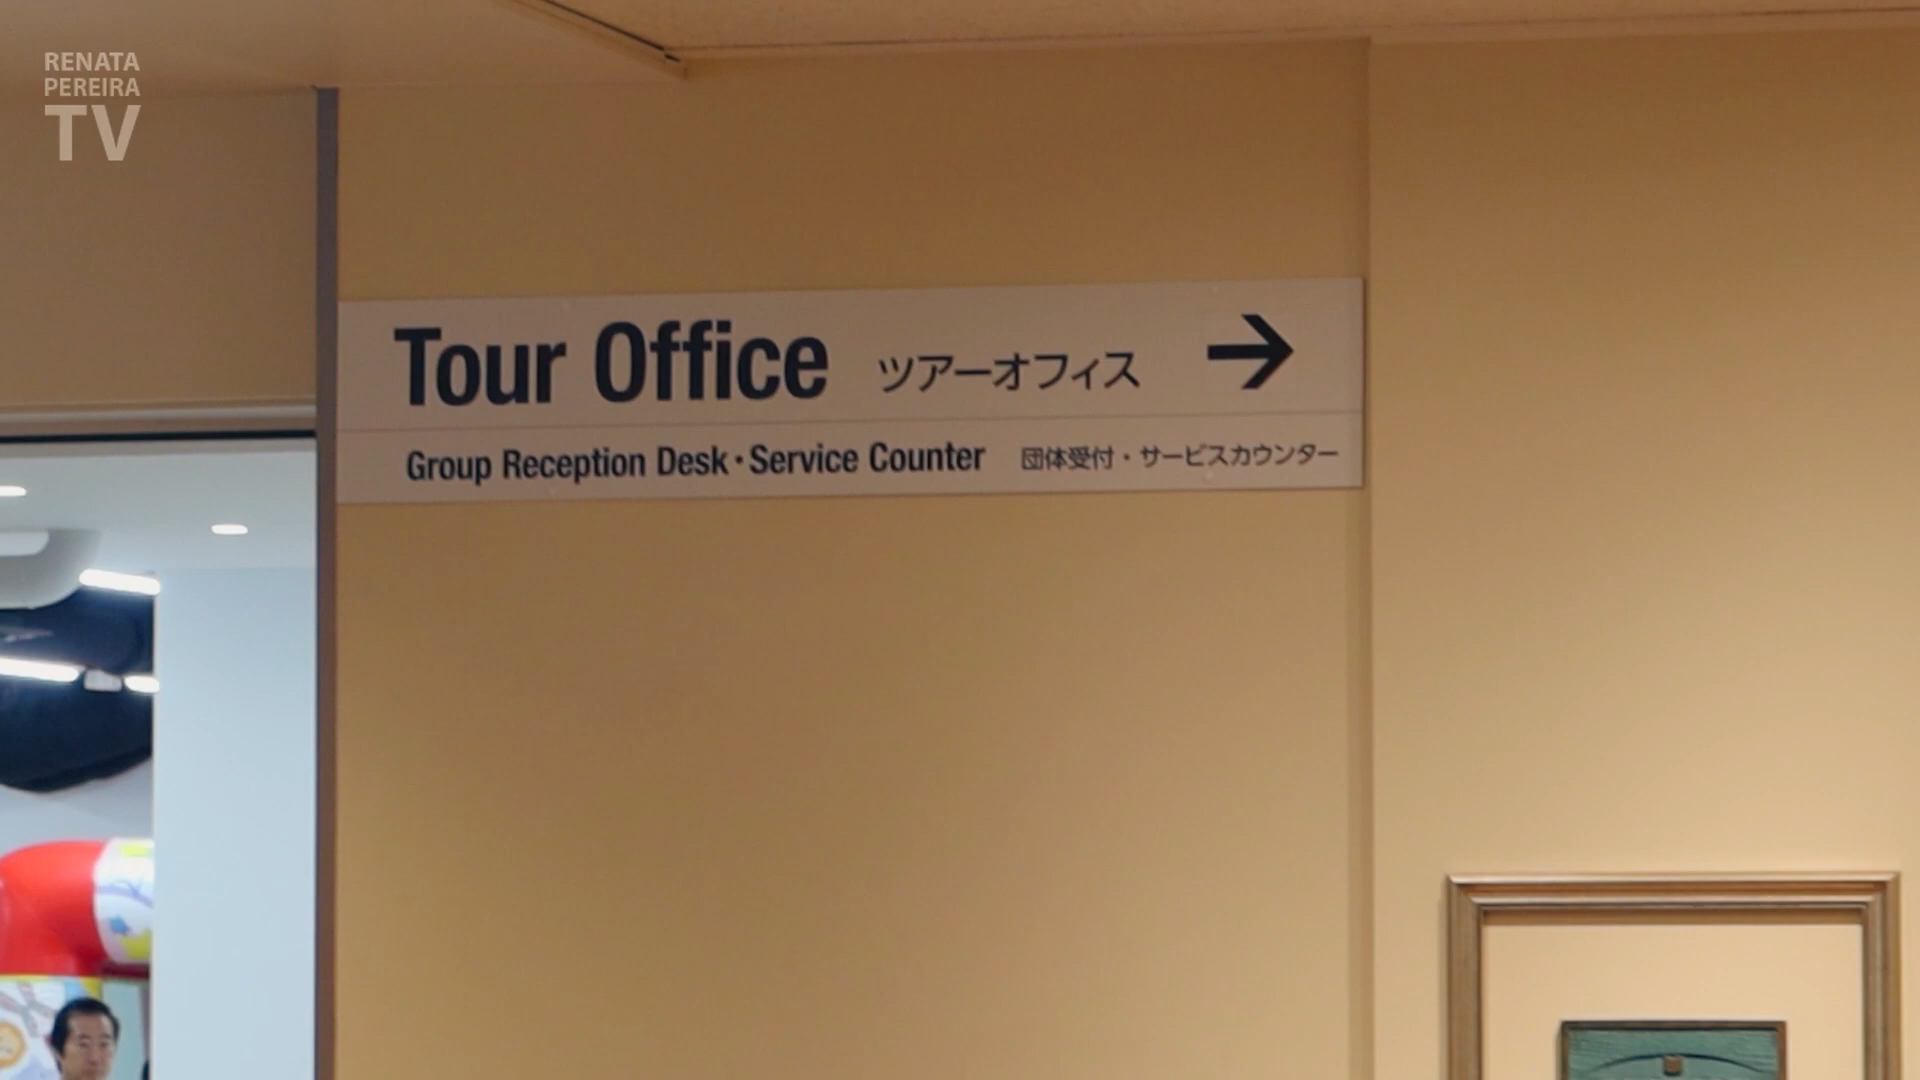 RENATA
PEREIRA
TV
Tour Office ツアーオフィス →
Group Reception Desk・Service Counter 団体受付・サービスカウンター